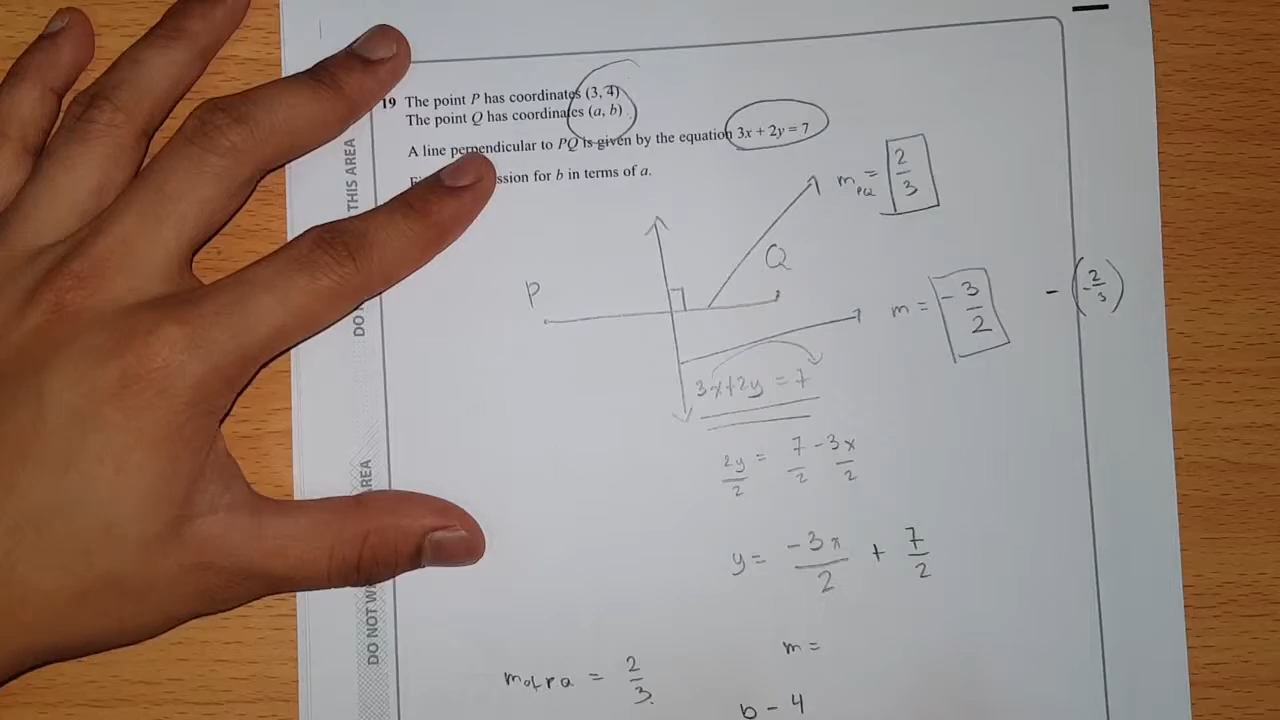 19 The point P has coordinates (3, 4)
The point Q has coordinates (a, b)
A line perpendicular to PQ is given by the equation 3x + 2y = 7
ssion for b in terms of a.
THIS AREA
m PQ = 2/3
P
Q
m = -3/2
- (-2/3)
3x+2y = 7
2y/2 = 7/2 - 3x/2
AREA
y = -3x/2 + 7/2
DO NOT W
m =
m of PQ = 2/3
b - 4